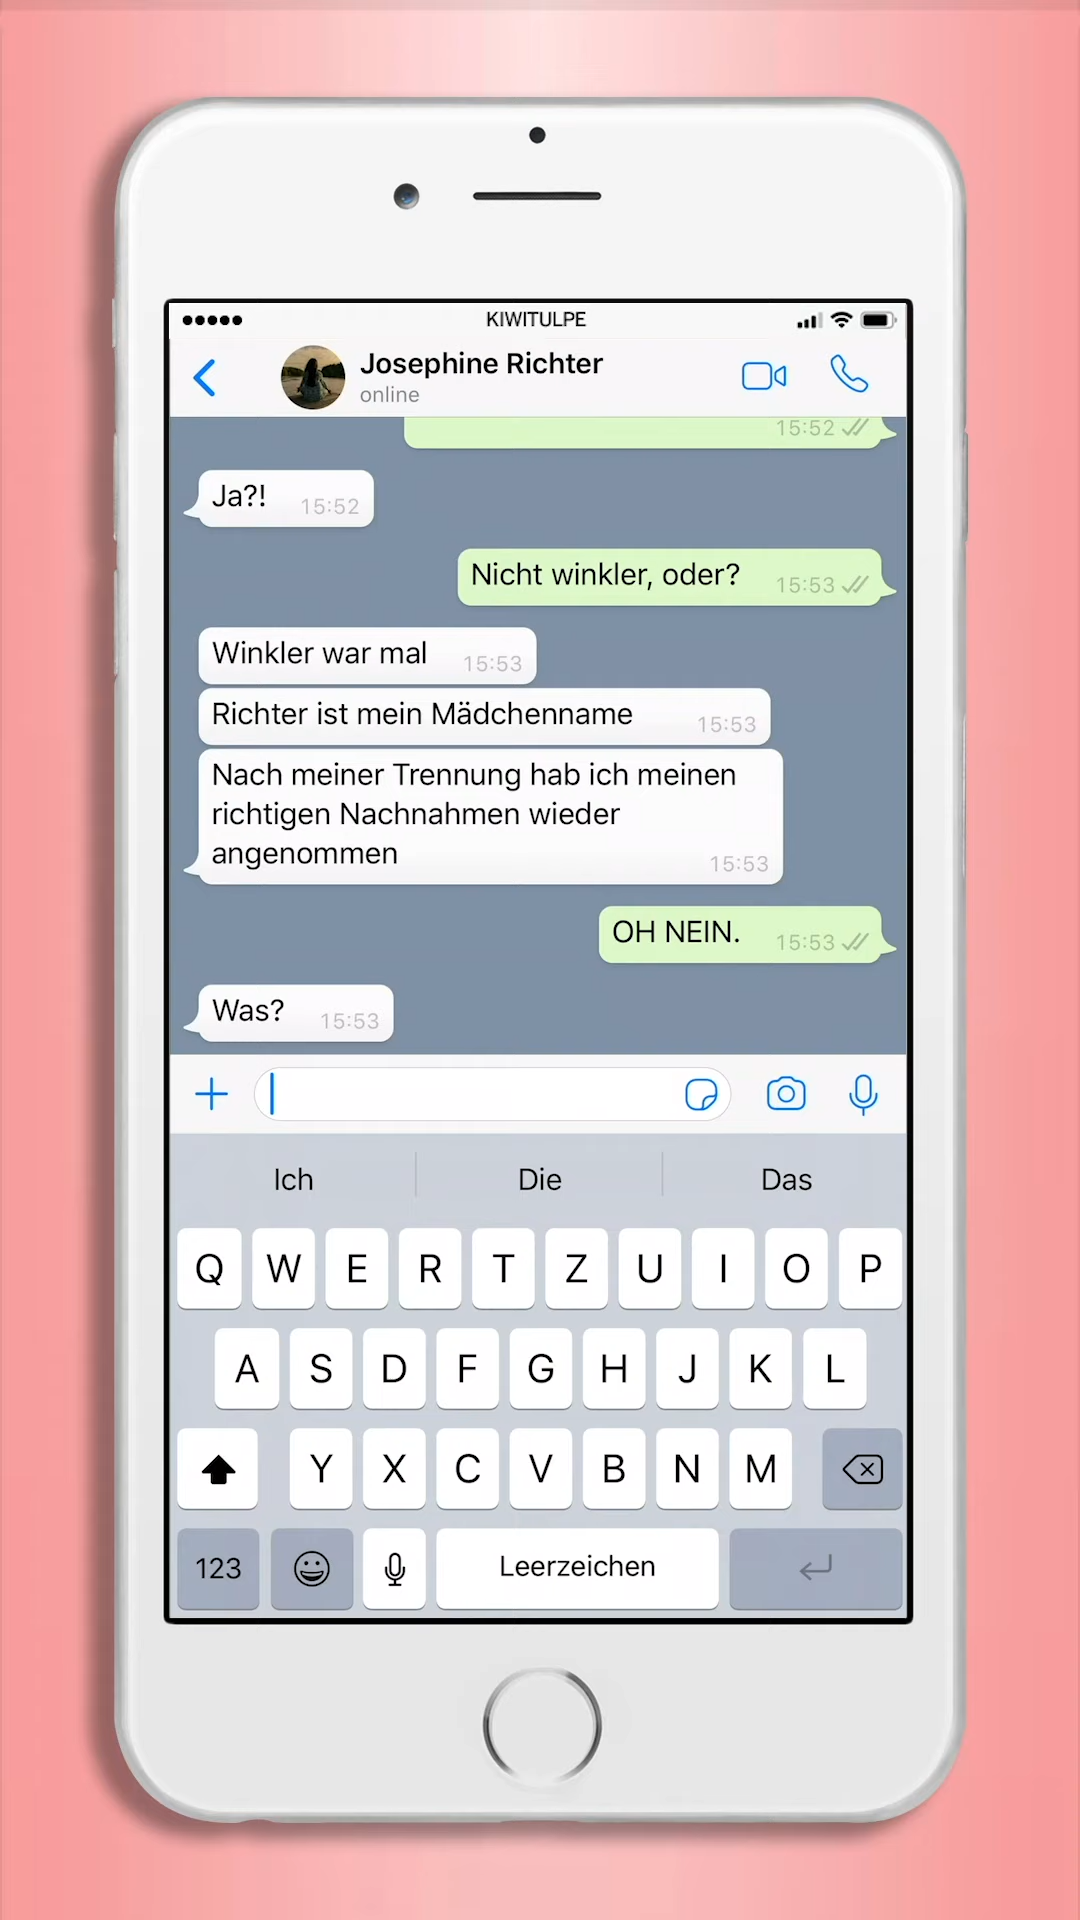 KIWITULPE
Josephine Richter
online
15:52
Ja?! 15:52
Nicht winkler, oder? 15:53
Winkler war mal 15:53
Richter ist mein Mädchenname 15:53
Nach meiner Trennung hab ich meinen
richtigen Nachnahmen wieder
angenommen 15:53
OH NEIN. 15:53
Was? 15:53
Ich Die Das
Q W E R T Z U I O P
A S D F G H J K L
Y X C V B N M
123 Leerzeichen